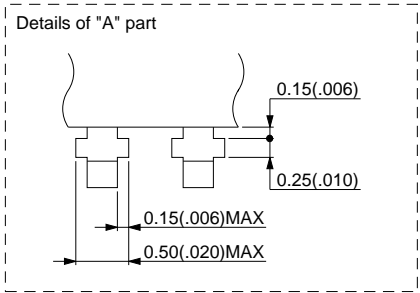 Details of "A" part
0.15(.006)
0.25(.010)
0.15(.006)MAX
0.50(.020)MAX